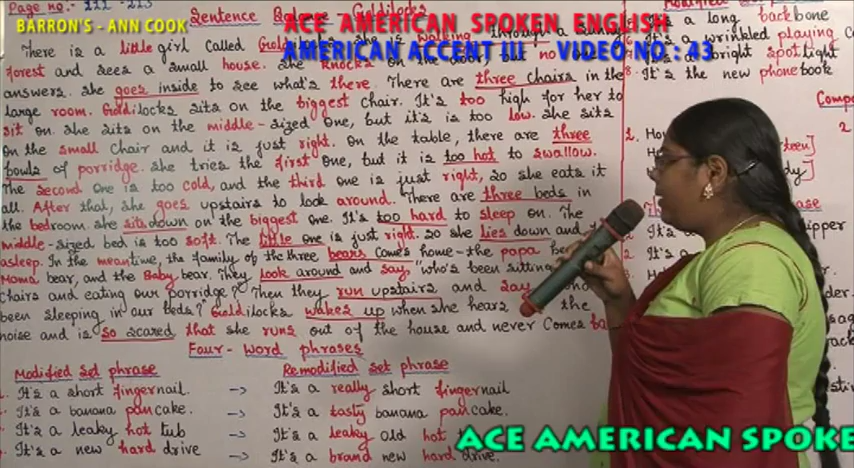 Page no:- 222 - 223
BARRON'S - ANN COOK
Sentence Goldilocks
ACE AMERICAN SPOKEN ENGLISH
AMERICAN ACCENT III VIDEO NO : 43
There is a little girl called is walking through a
forest and sees a small house. She knocks on the door, but no
answers. She goes inside to see what's there. There are three chairs in the
large room. Goldilocks sits on the biggest chair. It's too high for her to
sit on. She sits on the middle-sized one, but it's too low. She sits
on the small chair and it is just right. On the table, there are three
bowls of porridge. She tries the first one, but it is too hot to swallow.
The second one is too cold, and the third one is just right, so she eats it
all. After that, she goes upstairs to look around. There are three beds in
the bedroom. She sits down on the biggest one. It's too hard to sleep on. The
middle-sized bed is too soft. The little one is just right. So she lies down and
asleep. In the meantime, the family of the three bears comes home - the papa
Mama bear, and the Baby bear. They look around and say, "who's been sitting
chairs and eating our porridge? Then they run upstairs and say
been sleeping in our beds?" Goldilocks wakes up when she hears the
noise and is so scared that she runs out of the house and never comes
Four - Word phrases
Modified set phrase
It's a short fingernail.
It's a banana pancake.
It's a leaky hot tub
It's a new hard drive
Remodified set phrase
→ It's a really short fingernail
→ It's a tasty banana pancake.
→ It's a leaky old hot
→ It's a brand new hard drive.
It's a long backbone
a wrinkled playing
bright spotlight
8. It's the new phonebook
2
2.
It's a
It's a
ACE AMERICAN SPOKE